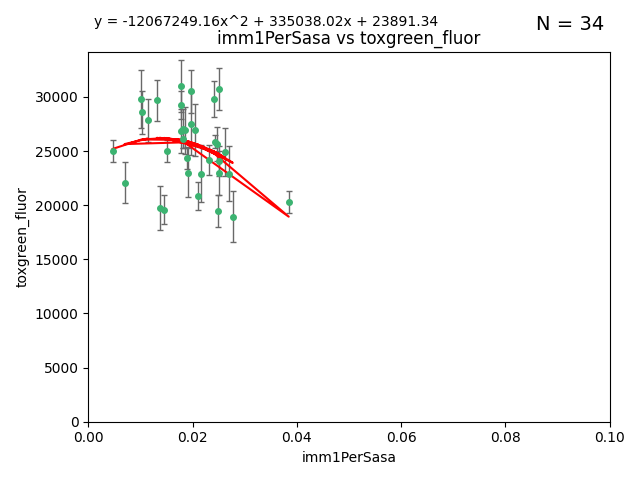 y = -12067249.16x^2 + 335038.02x + 23891.34
N = 34
imm1PerSasa vs toxgreen_fluor
toxgreen_fluor
30000
25000
20000
15000
10000
5000
0
0.00 0.02 0.04 0.06 0.08 0.10
imm1PerSasa